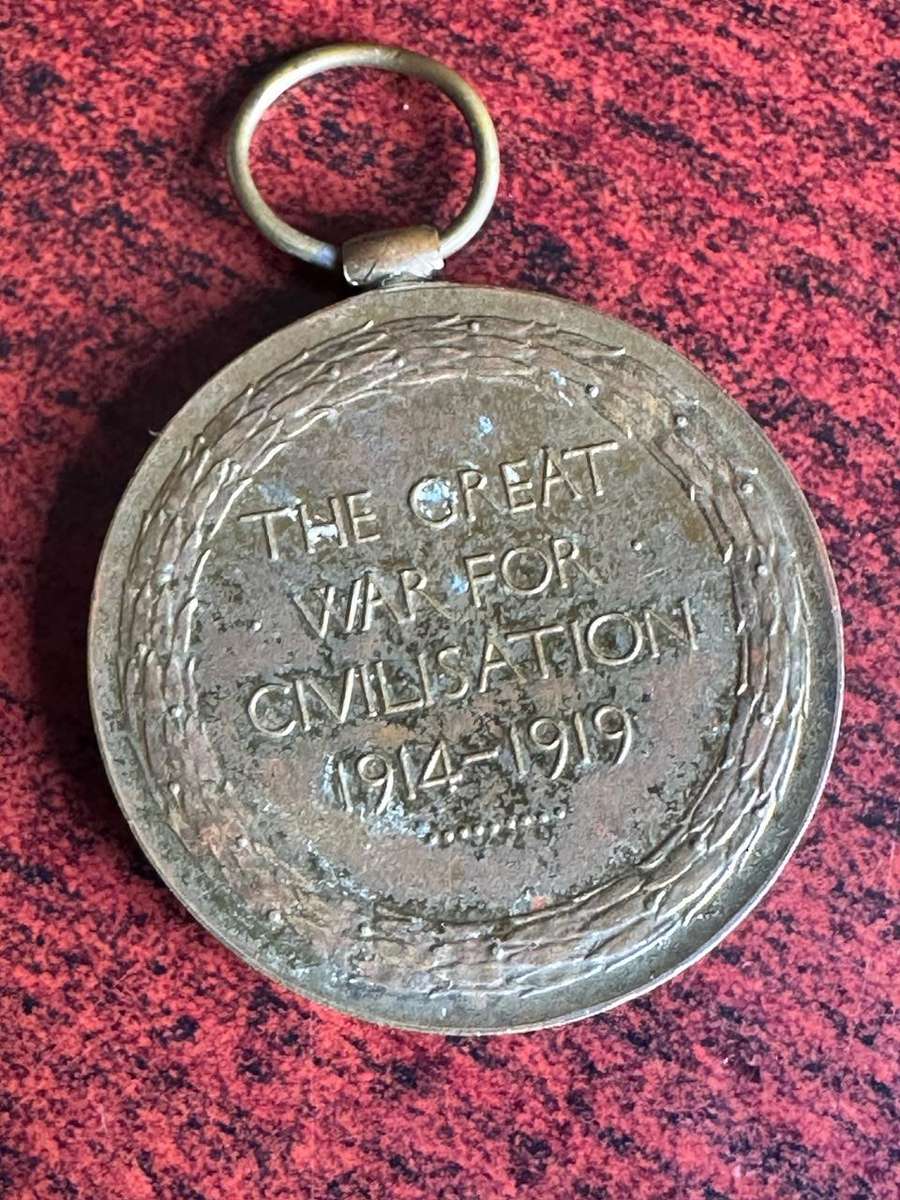 THE GREAT
WAR FOR
CIVILISATION
1914-1919